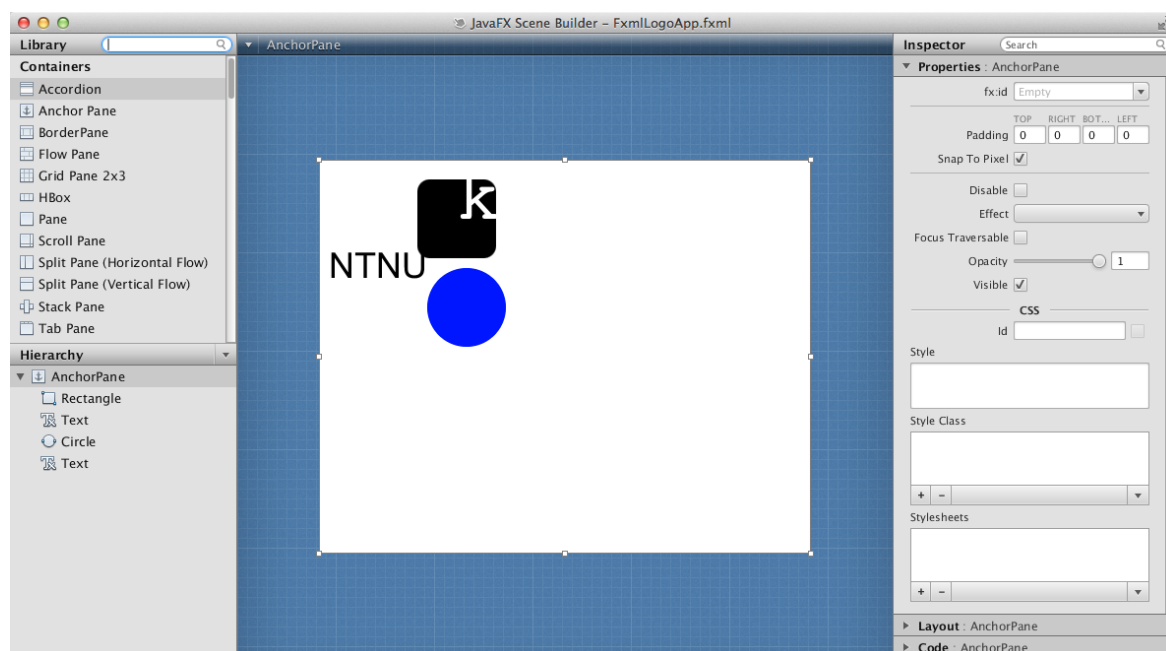 JavaFX Scene Builder – FxmlLogoApp.fxml
Library
Containers
Accordion
Anchor Pane
BorderPane
Flow Pane
Grid Pane 2x3
HBox
Pane
Scroll Pane
Split Pane (Horizontal Flow)
Split Pane (Vertical Flow)
Stack Pane
Tab Pane
Hierarchy
AnchorPane
Rectangle
Text
Circle
Text
AnchorPane
k
NTNU
Inspector Search
Properties : AnchorPane
fx:id Empty
TOP RIGHT BOT... LEFT
Padding 0 0 0 0
Snap To Pixel
Disable
Effect
Focus Traversable
Opacity 1
Visible
CSS
Id
Style
Style Class
+ –
Stylesheets
+ –
Layout : AnchorPane
Code : AnchorPane